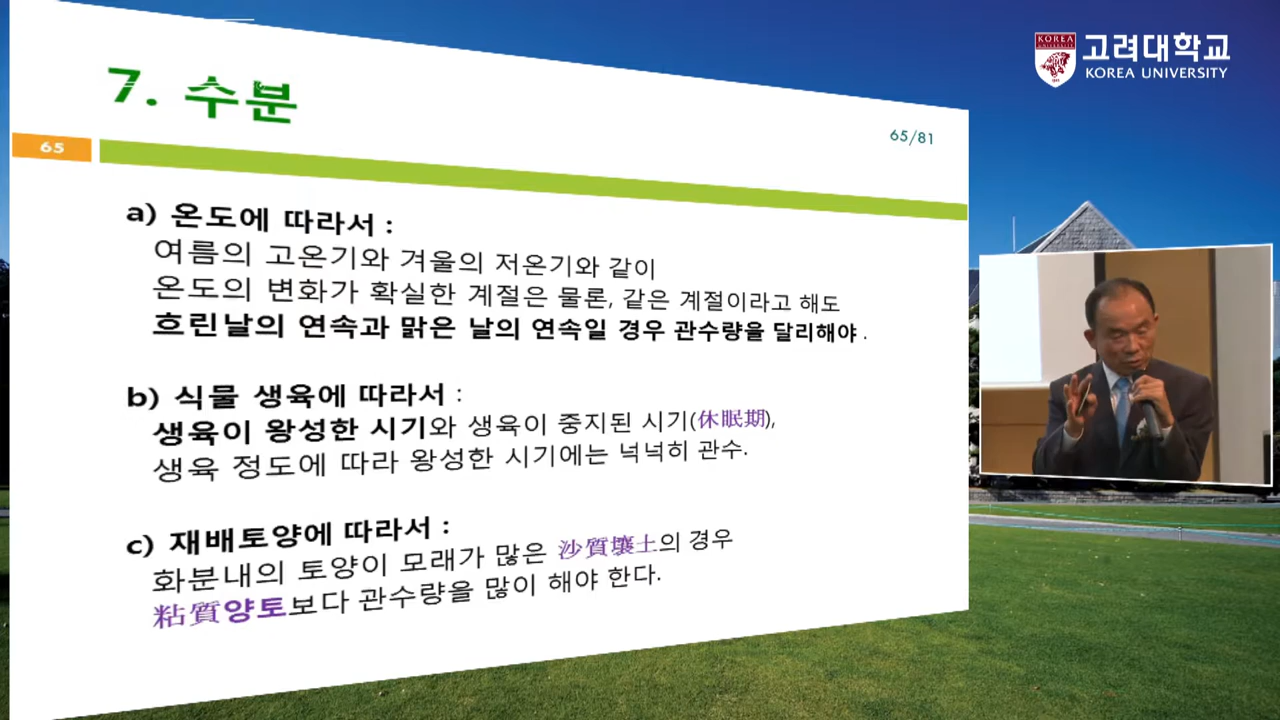 7. 수분
65/81
65
a) 온도에 따라서 :
여름의 고온기와 겨울의 저온기와 같이
온도의 변화가 확실한 계절은 물론, 같은 계절이라고 해도
흐린날의 연속과 맑은 날의 연속일 경우 관수량을 달리해야 .
b) 식물 생육에 따라서 :
생육이 왕성한 시기와 생육이 중지된 시기(休眠期),
생육 정도에 따라 왕성한 시기에는 넉넉히 관수.
c) 재배토양에 따라서 :
화분내의 토양이 모래가 많은 沙質壤土의 경우
粘質양토보다 관수량을 많이 해야 한다.
KOREA
UNIVERSITY
고려대학교
KOREA UNIVERSITY